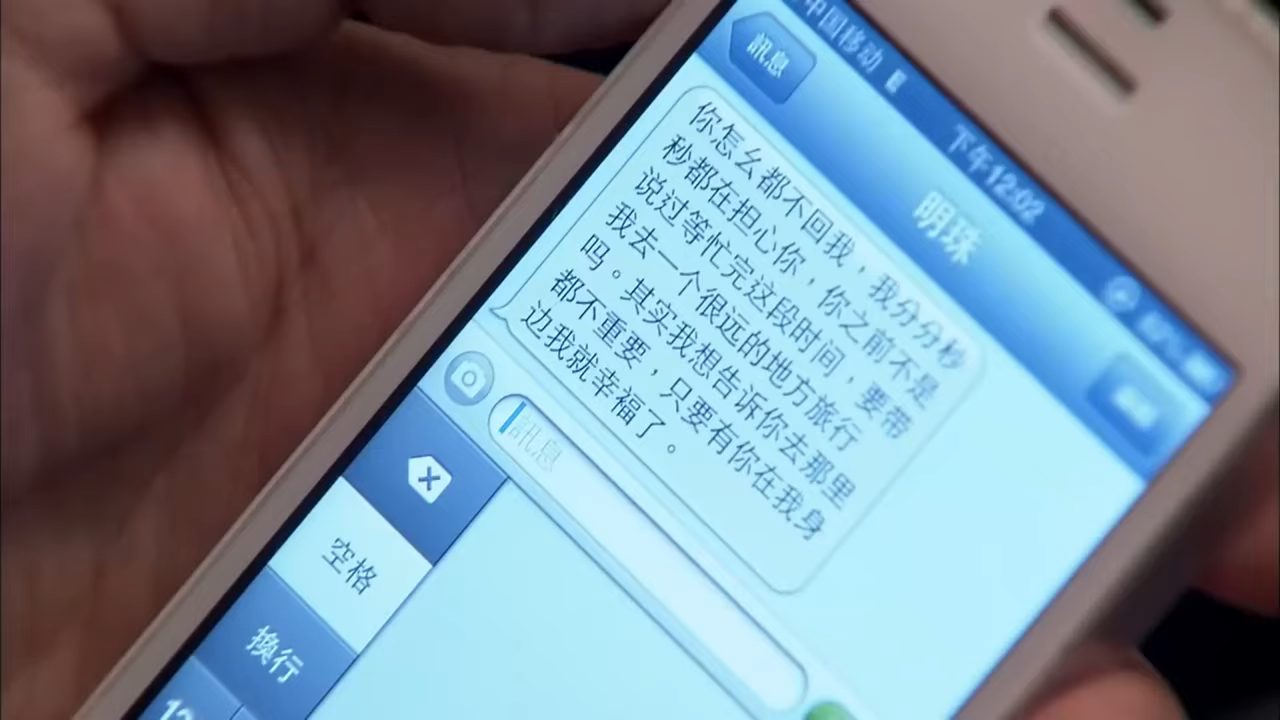 中国移动
下午12:02
訊息
明珠
你怎么都不回我，我分分秒
秒都在担心你，你之前不是
说过等忙完这段时间，要带
我去一个很远的地方旅行
吗。其实我想告诉你去那里
都不重要，只要有你在我身
边我就幸福了。
訊息
空格
換行